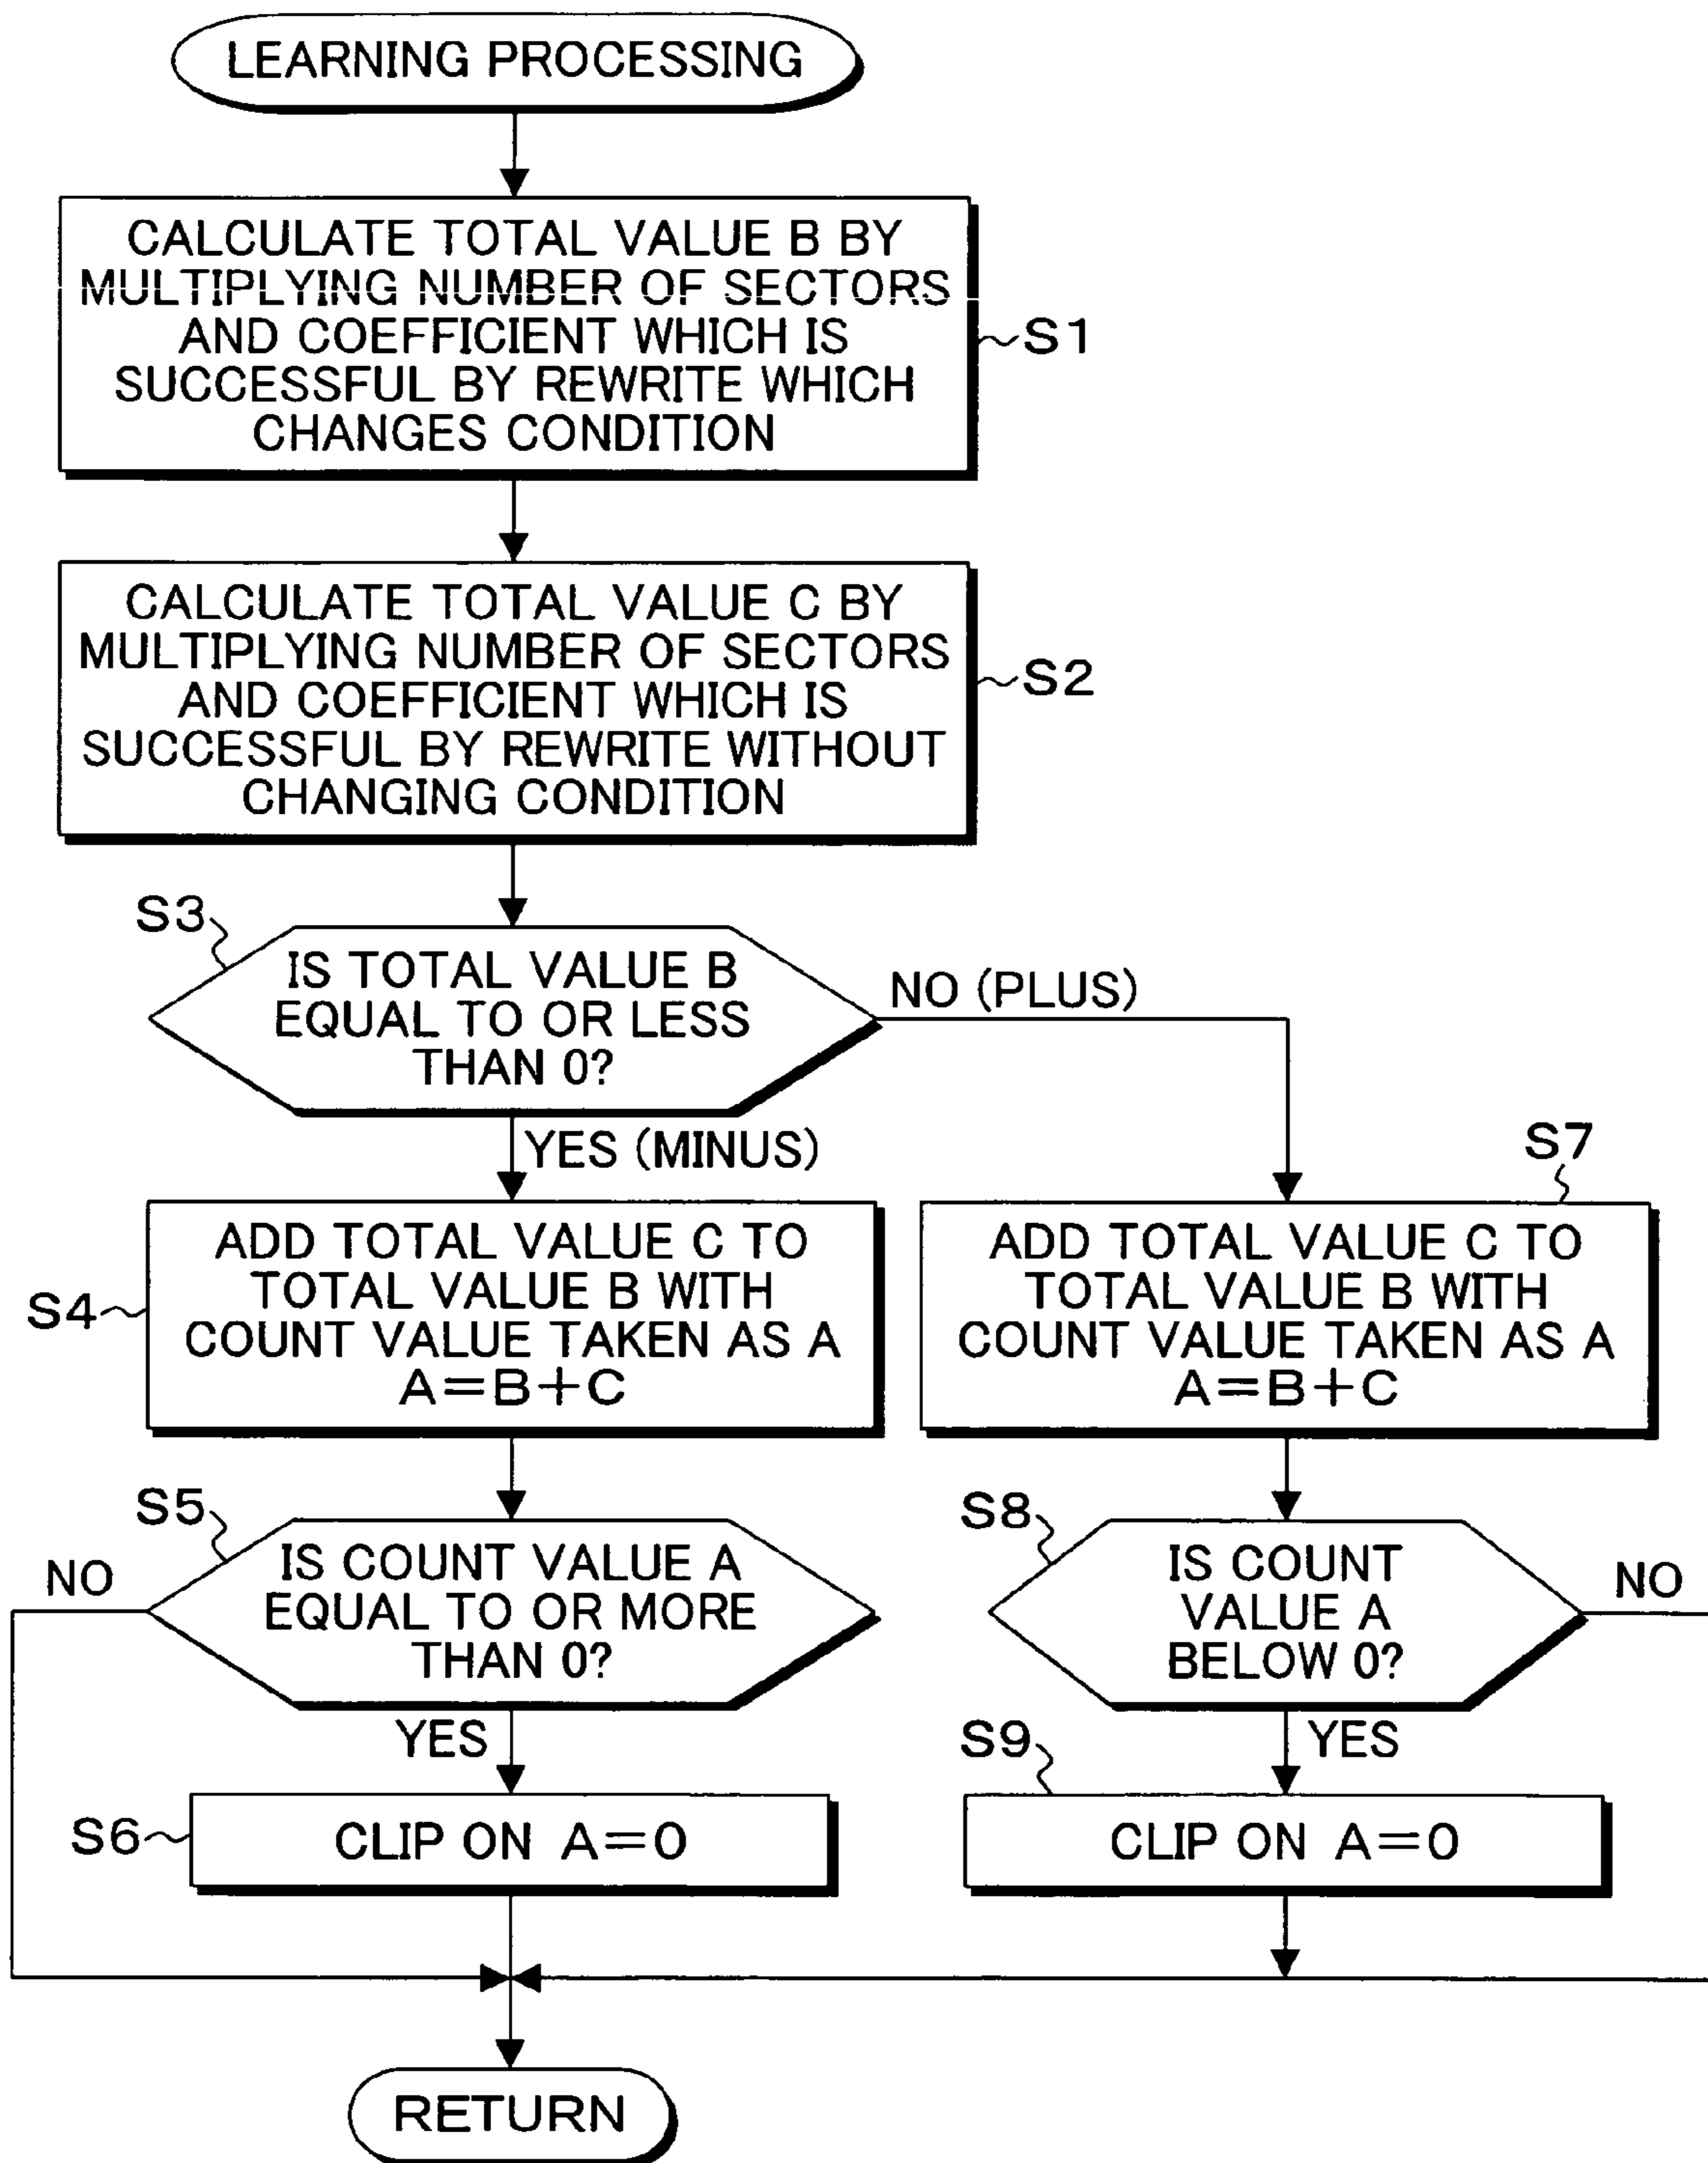 LEARNING PROCESSING
CALCULATE TOTAL VALUE B BY
MULTIPLYING NUMBER OF SECTORS
AND COEFFICIENT WHICH IS
SUCCESSFUL BY REWRITE WHICH
CHANGES CONDITION
S1
CALCULATE TOTAL VALUE C BY
MULTIPLYING NUMBER OF SECTORS
AND COEFFICIENT WHICH IS
SUCCESSFUL BY REWRITE WITHOUT
CHANGING CONDITION
S2
S3
IS TOTAL VALUE B
EQUAL TO OR LESS
THAN 0?
NO (PLUS)
YES (MINUS)
S4
ADD TOTAL VALUE C TO
TOTAL VALUE B WITH
COUNT VALUE TAKEN AS A
A=B+C
S7
ADD TOTAL VALUE C TO
TOTAL VALUE B WITH
COUNT VALUE TAKEN AS A
A=B+C
S5
IS COUNT VALUE A
EQUAL TO OR MORE
THAN 0?
NO
YES
S8
IS COUNT
VALUE A
BELOW 0?
NO
YES
S6
CLIP ON A=0
S9
CLIP ON A=0
RETURN